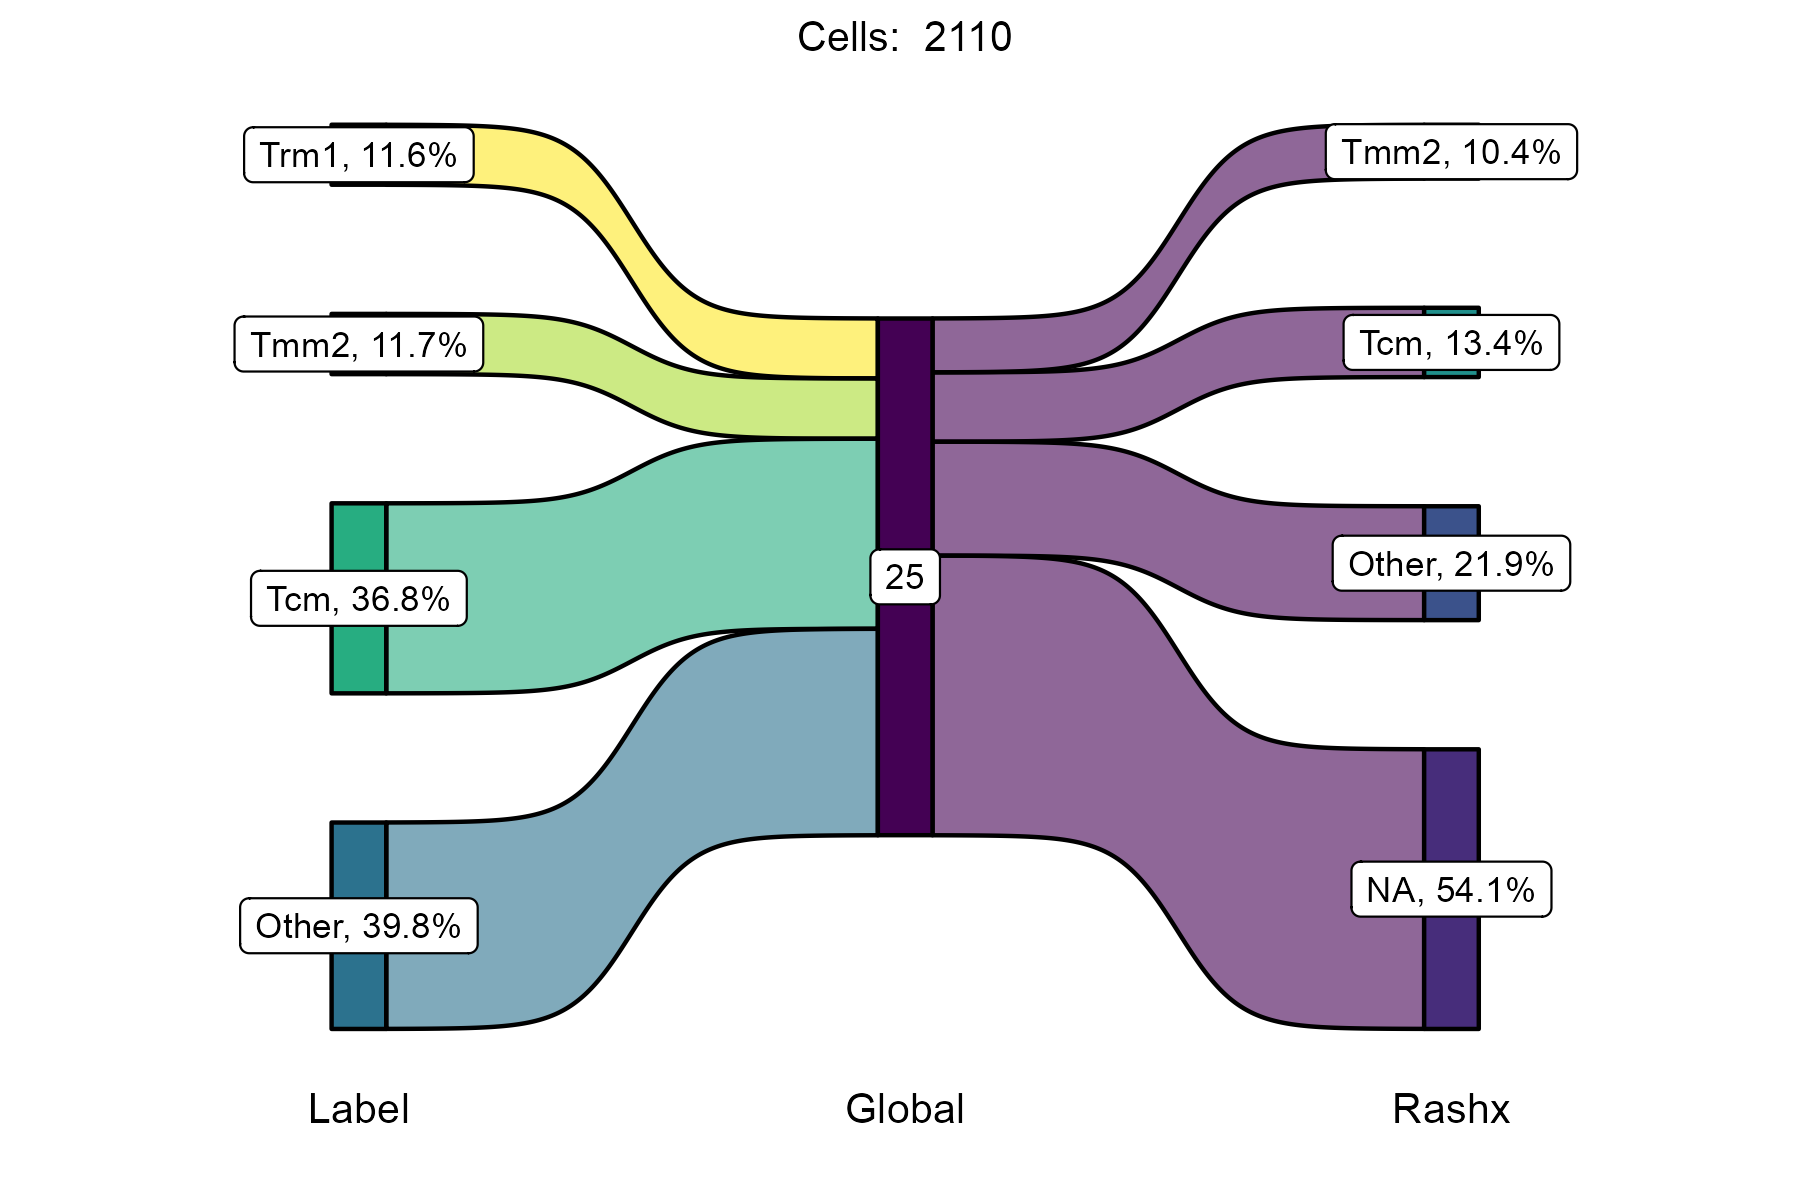 Cells:  2110
Trm1, 11.6%
Tmm2, 11.7%
Tcm, 36.8%
Other, 39.8%
25
Tmm2, 10.4%
Tcm, 13.4%
Other, 21.9%
NA, 54.1%
Label
Global
Rashx